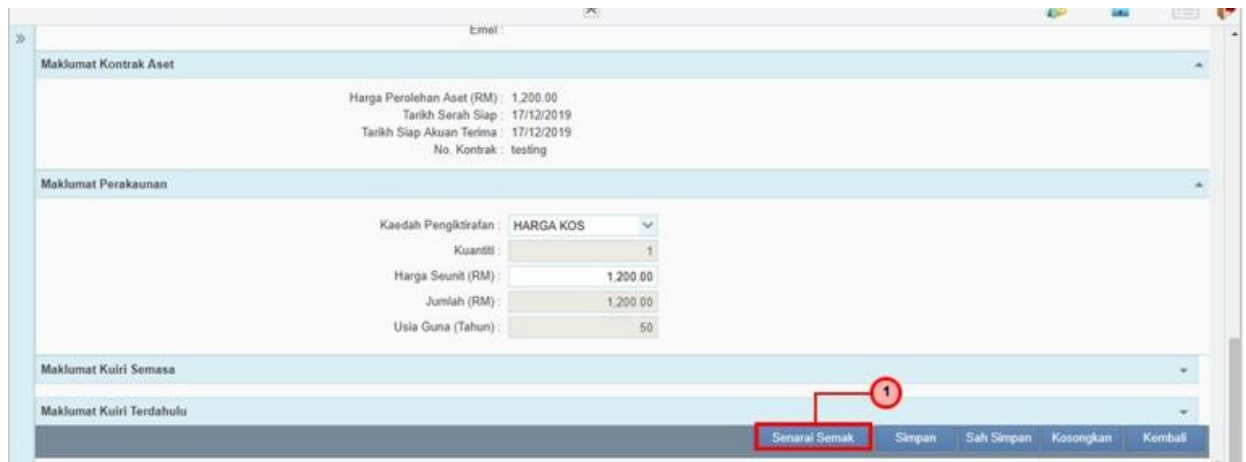 Emel :
Maklumat Kontrak Aset
Harga Perolehan Aset (RM) : 1,200.00
Tarikh Serah Siap : 17/12/2019
Tarikh Siap Akuan Terima : 17/12/2019
No. Kontrak : testing
Maklumat Perakaunan
Kaedah Pengiktirafan : HARGA KOS
Kuantiti : 1
Harga Seunit (RM) : 1,200.00
Jumlah (RM) : 1,200.00
Usia Guna (Tahun) : 50
Maklumat Kuiri Semasa
1
Maklumat Kuiri Terdahulu
Senarai Semak Simpan Sah Simpan Kosongkan Kembali